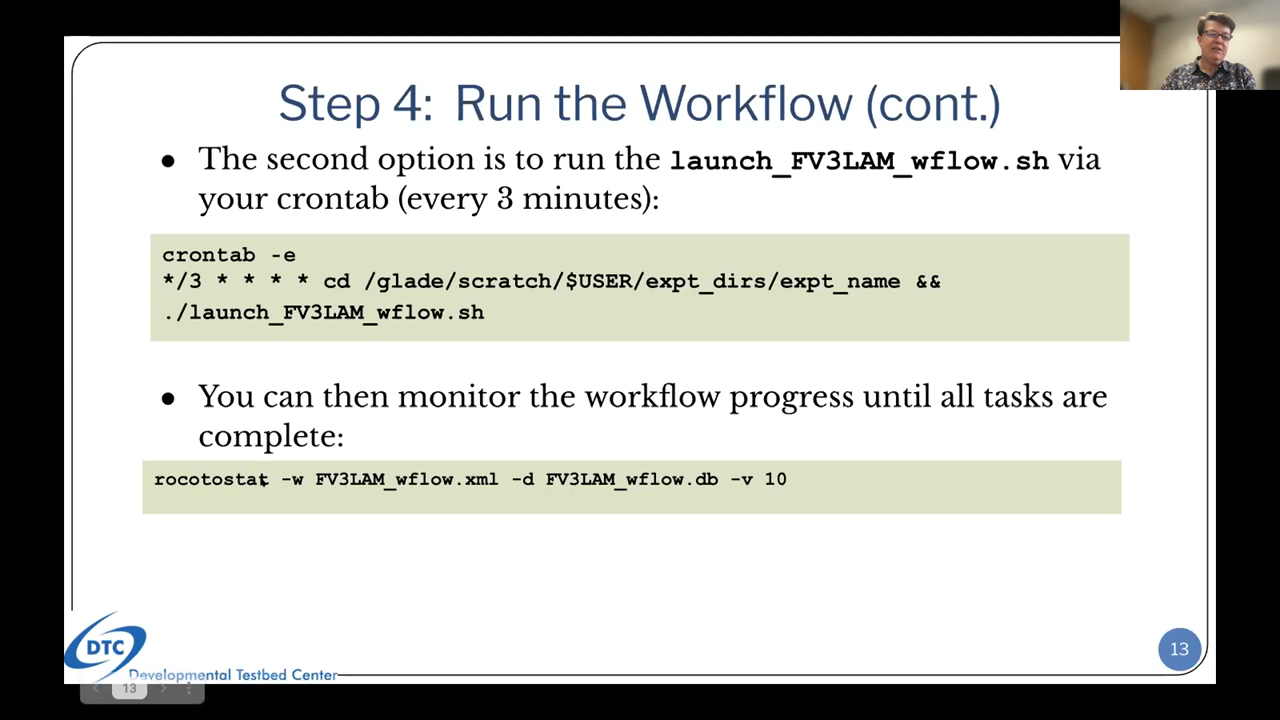 Step 4:  Run the Workflow (cont.)
● The second option is to run the launch_FV3LAM_wflow.sh via
your crontab (every 3 minutes):
crontab -e
*/3 * * * * cd /glade/scratch/$USER/expt_dirs/expt_name &&
./launch_FV3LAM_wflow.sh
● You can then monitor the workflow progress until all tasks are
complete:
rocotostat -w FV3LAM_wflow.xml -d FV3LAM_wflow.db -v 10
DTC
Developmental Testbed Center
13
13